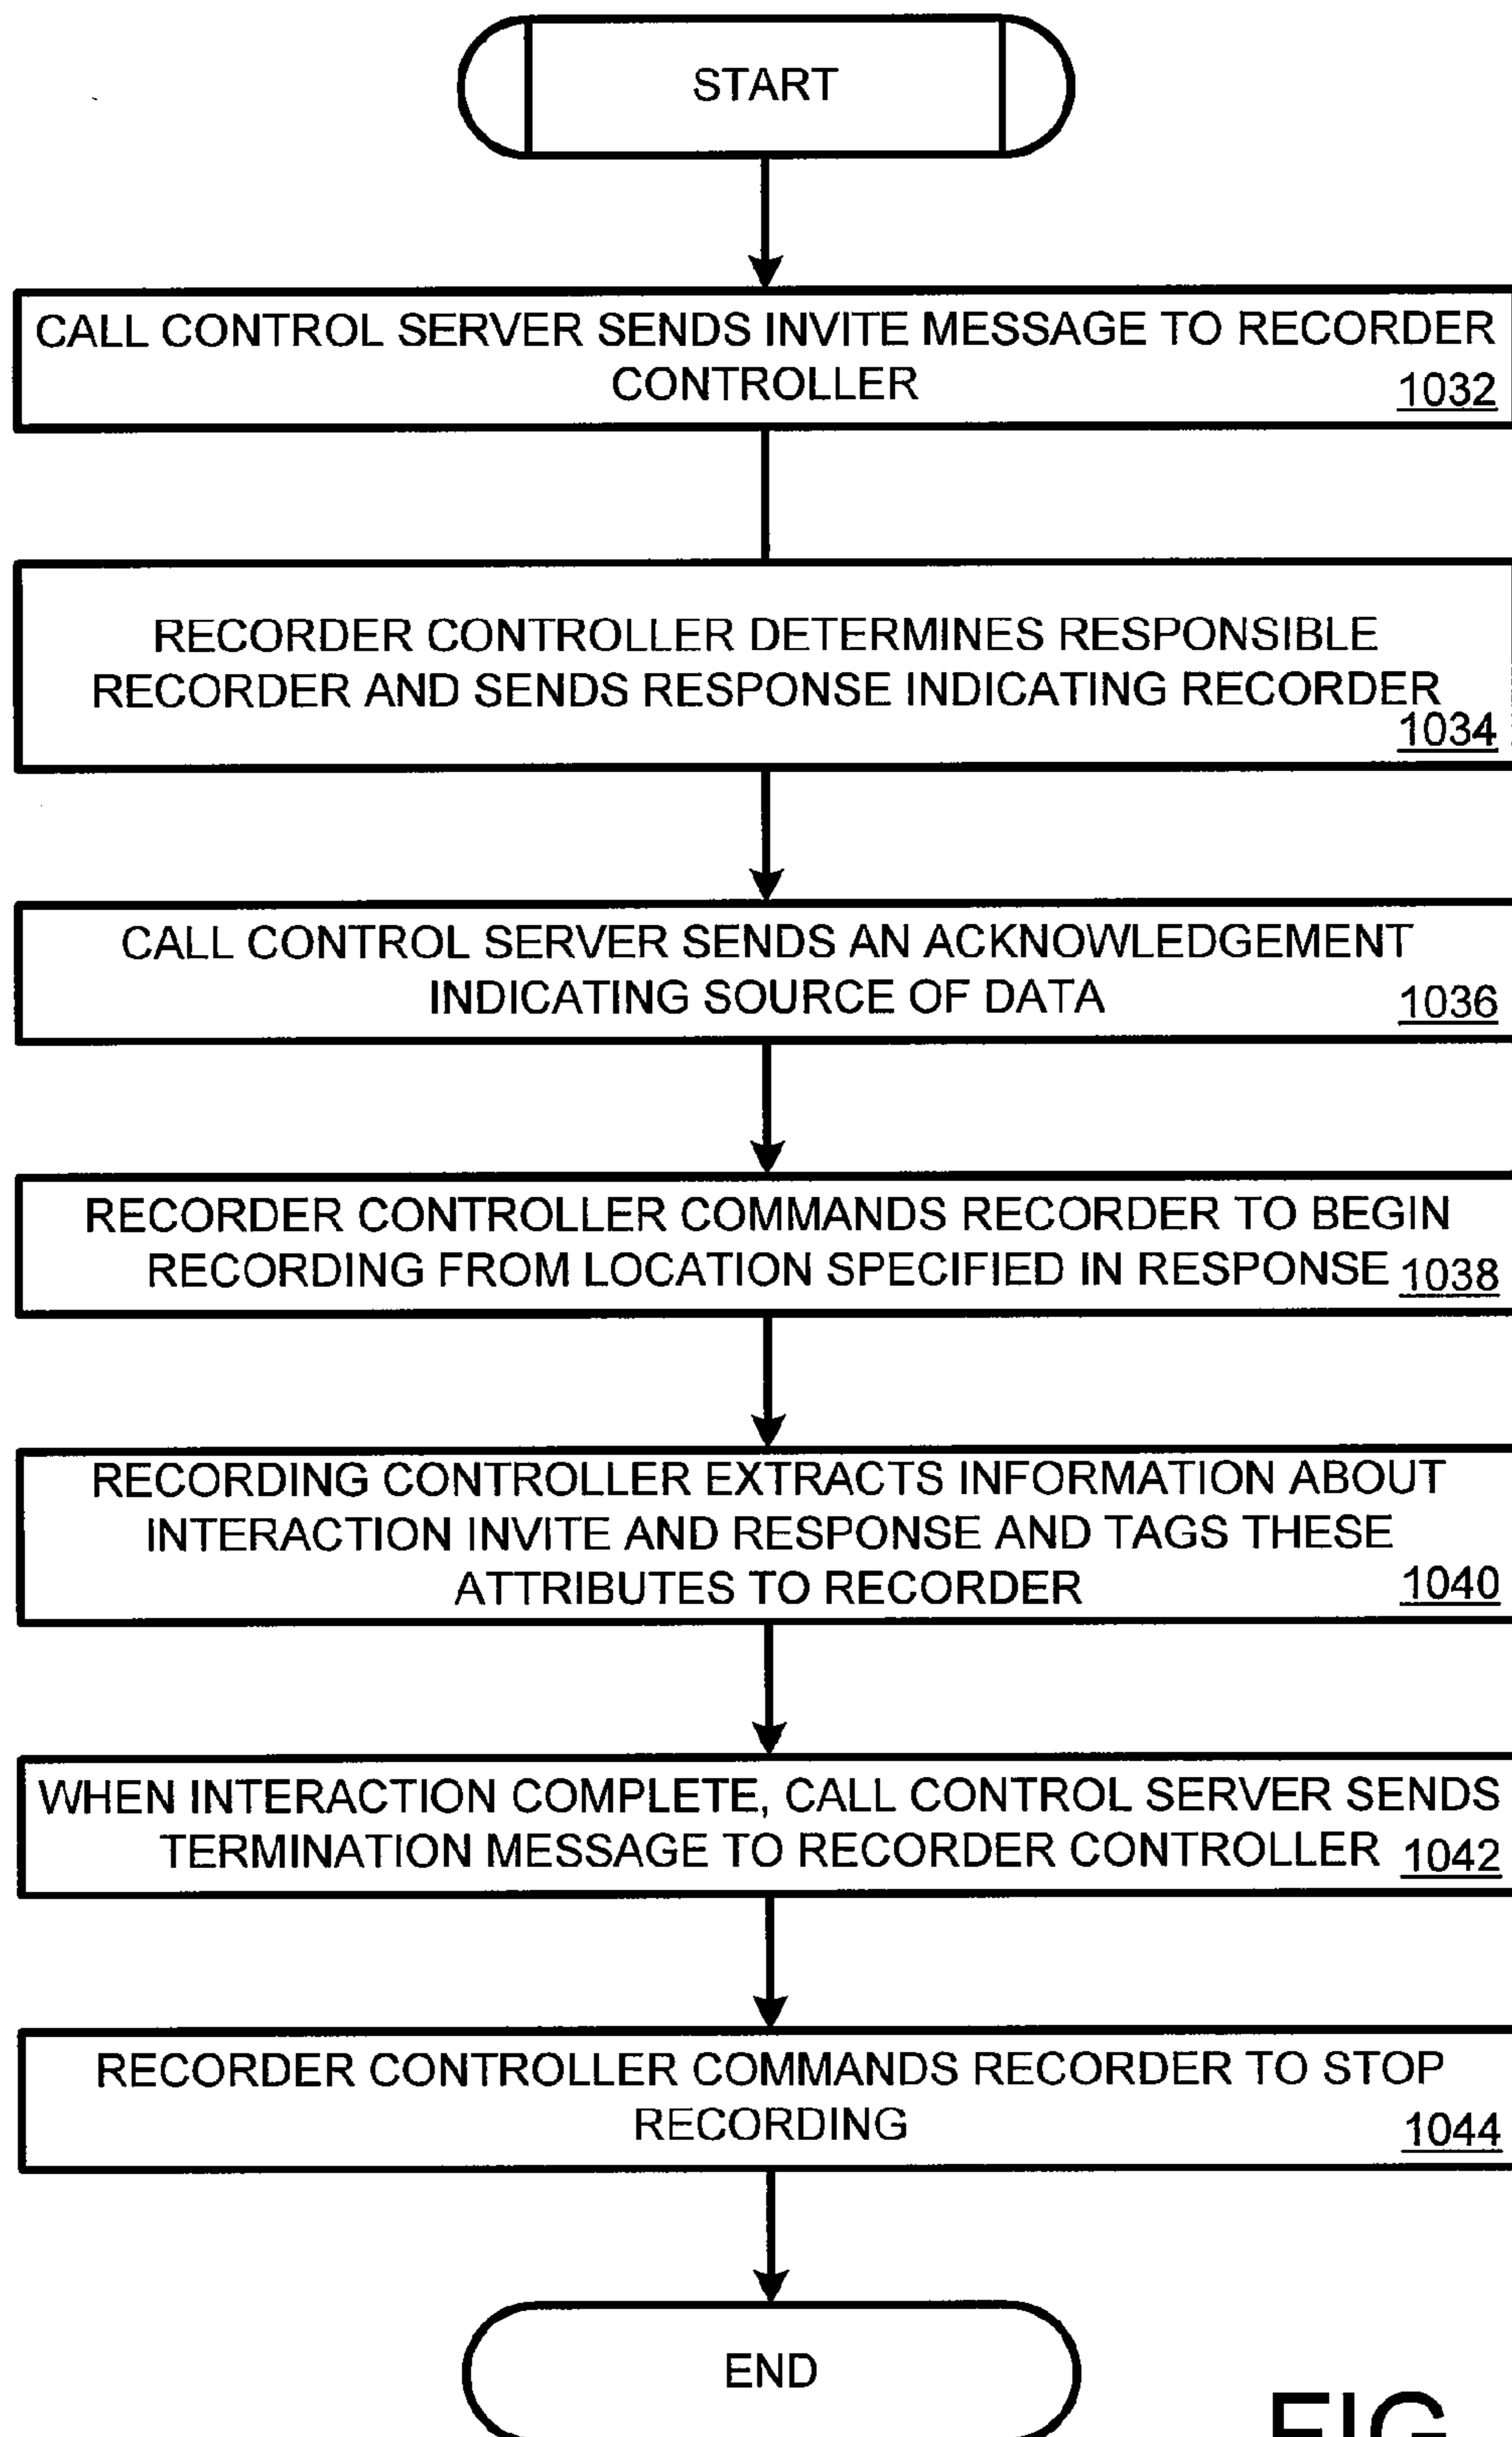 START
CALL CONTROL SERVER SENDS INVITE MESSAGE TO RECORDER
CONTROLLER
1032
RECORDER CONTROLLER DETERMINES RESPONSIBLE
RECORDER AND SENDS RESPONSE INDICATING RECORDER
1034
CALL CONTROL SERVER SENDS AN ACKNOWLEDGEMENT
INDICATING SOURCE OF DATA
1036
RECORDER CONTROLLER COMMANDS RECORDER TO BEGIN
RECORDING FROM LOCATION SPECIFIED IN RESPONSE 1038
RECORDING CONTROLLER EXTRACTS INFORMATION ABOUT
INTERACTION INVITE AND RESPONSE AND TAGS THESE
ATTRIBUTES TO RECORDER
1040
WHEN INTERACTION COMPLETE, CALL CONTROL SERVER SENDS
TERMINATION MESSAGE TO RECORDER CONTROLLER 1042
RECORDER CONTROLLER COMMANDS RECORDER TO STOP
RECORDING
1044
END
FIG